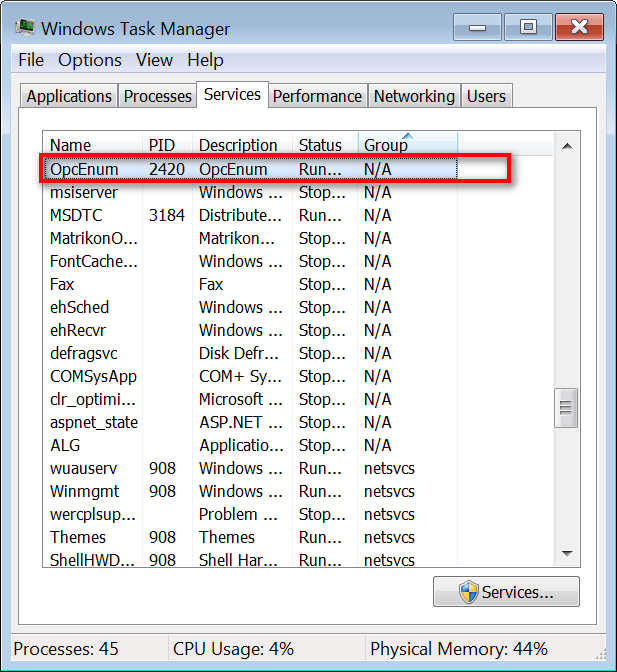 Windows Task Manager
File Options View Help
Applications Processes Services Performance Networking Users
Name PID Description Status Group
OpcEnum 2420 OpcEnum Run... N/A
msiserver Windows ... Stop... N/A
MSDTC 3184 Distribute... Run... N/A
MatrikonO... Matrikon... Stop... N/A
FontCache... Windows ... Stop... N/A
Fax Fax Stop... N/A
ehSched Windows ... Stop... N/A
ehRecvr Windows ... Stop... N/A
defragsvc Disk Defr... Stop... N/A
COMSysApp COM+ Sy... Stop... N/A
clr_optimi... Microsoft ... Stop... N/A
aspnet_state ASP.NET ... Stop... N/A
ALG Applicatio... Stop... N/A
wuauserv 908 Windows ... Run... netsvcs
Winmgmt 908 Windows ... Run... netsvcs
wercplsup... Problem ... Stop... netsvcs
Themes 908 Themes Run... netsvcs
ShellHWD... 908 Shell Har... Run... netsvcs
Services...
Processes: 45 CPU Usage: 4% Physical Memory: 44%